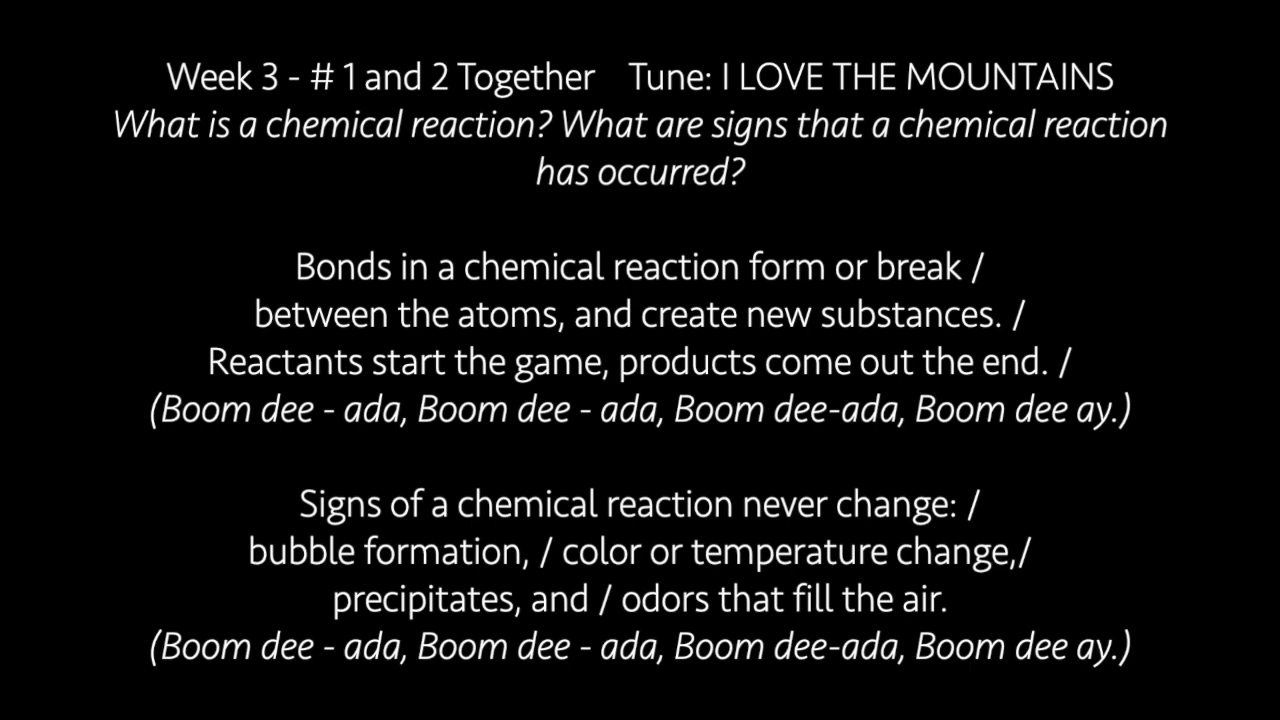 Week 3 - # 1 and 2 Together    Tune: I LOVE THE MOUNTAINS
What is a chemical reaction? What are signs that a chemical reaction
has occurred?
Bonds in a chemical reaction form or break /
between the atoms, and create new substances. /
Reactants start the game, products come out the end. /
(Boom dee - ada, Boom dee - ada, Boom dee-ada, Boom dee ay.)
Signs of a chemical reaction never change: /
bubble formation, / color or temperature change,/
precipitates, and / odors that fill the air.
(Boom dee - ada, Boom dee - ada, Boom dee-ada, Boom dee ay.)